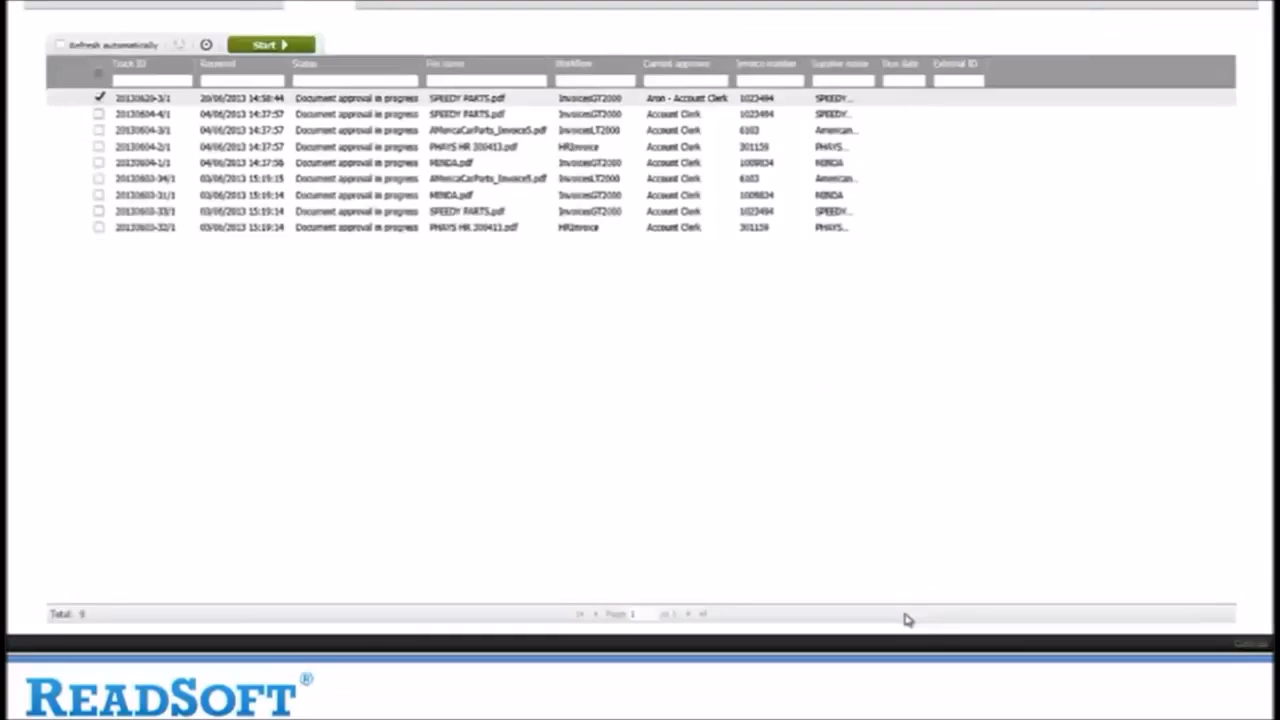 Refresh automatically Start
Track ID Received Status File name Workflow Current approver Invoice number Supplier name Due date External ID
20130620-3/1 20/06/2013 14:58:44 Document approval in progress SPEEDY PARTS.pdf InvoicesGT2000 Aron - Account Clerk 1023494 SPEEDY...
20130604-4/1 04/06/2013 14:37:57 Document approval in progress SPEEDY PARTS.pdf InvoicesGT2000 Account Clerk 1023494 SPEEDY...
20130604-3/1 04/06/2013 14:37:57 Document approval in progress AMericaCarParts_Invoice5.pdf InvoicesLT2000 Account Clerk 6103 American...
20130604-2/1 04/06/2013 14:37:57 Document approval in progress PHAYS HR 300413.pdf HRInvoice Account Clerk 301159 PHAYS...
20130604-1/1 04/06/2013 14:37:56 Document approval in progress InvoicesGT2000 Account Clerk 1009834
20130603-34/1 03/06/2013 15:19:15 Document approval in progress AMericaCarParts_Invoice5.pdf InvoicesLT2000 Account Clerk 6103 American...
20130603-31/1 03/06/2013 15:19:14 Document approval in progress InvoicesGT2000 Account Clerk 1009834
20130603-33/1 03/06/2013 15:19:14 Document approval in progress SPEEDY PARTS.pdf InvoicesGT2000 Account Clerk 1023494 SPEEDY...
20130603-32/1 03/06/2013 15:19:14 Document approval in progress PHAYS HR 300413.pdf HRInvoice Account Clerk 301159 PHAYS...
Total: 9 Page 1 of 1
READSOFT®